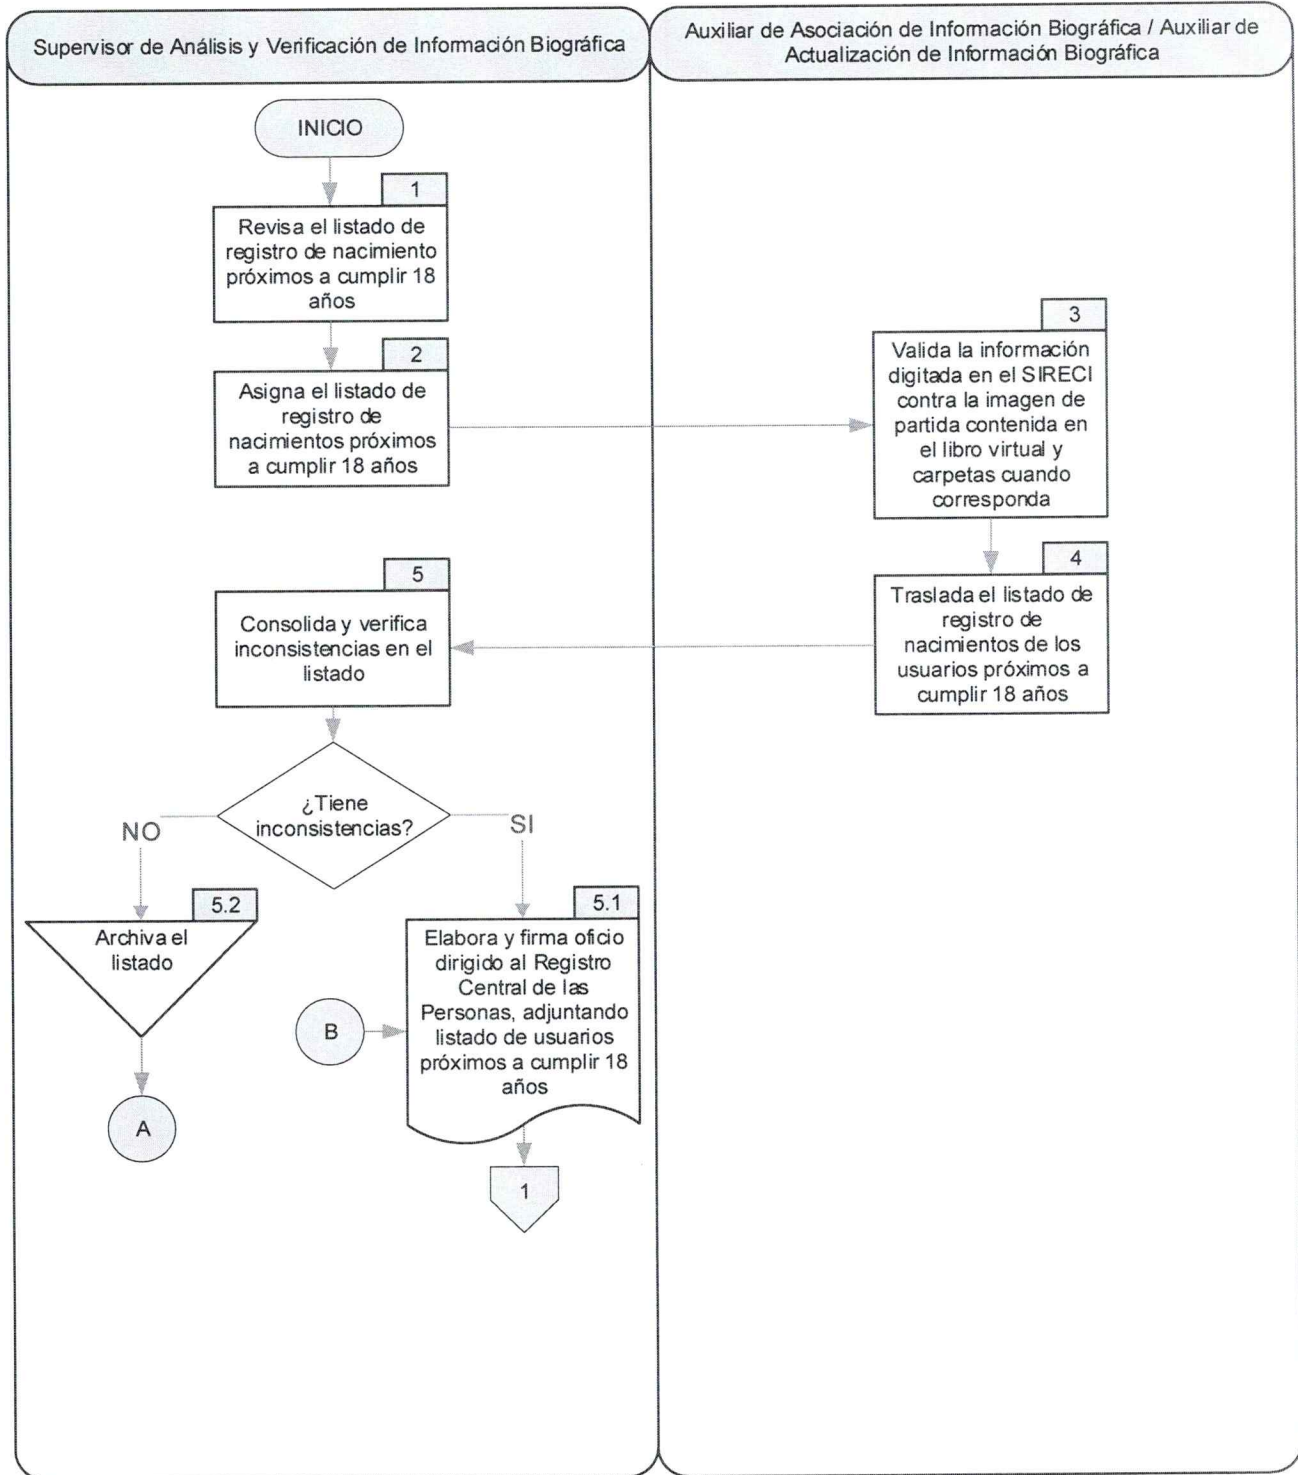 Supervisor de Análisis y Verificación de Información Biográfica
Auxiliar de Asociación de Información Biográfica / Auxiliar de
Actualización de Información Biográfica
INICIO
1
Revisa el listado de
registro de nacimiento
próximos a cumplir 18
años
2
Asigna el listado de
registro de
nacimientos próximos
a cumplir 18 años
3
Valida la información
digitada en el SIRECI
contra la imagen de
partida contenida en
el libro virtual y
carpetas cuando
corresponda
4
Traslada el listado de
registro de
nacimientos de los
usuarios próximos a
cumplir 18 años
5
Consolida y verifica
inconsistencias en el
listado
¿Tiene
inconsistencias?
NO
SI
5.2
Archiva el
listado
A
5.1
Elabora y firma oficio
dirigido al Registro
Central de las
Personas, adjuntando
listado de usuarios
próximos a cumplir 18
años
B
1